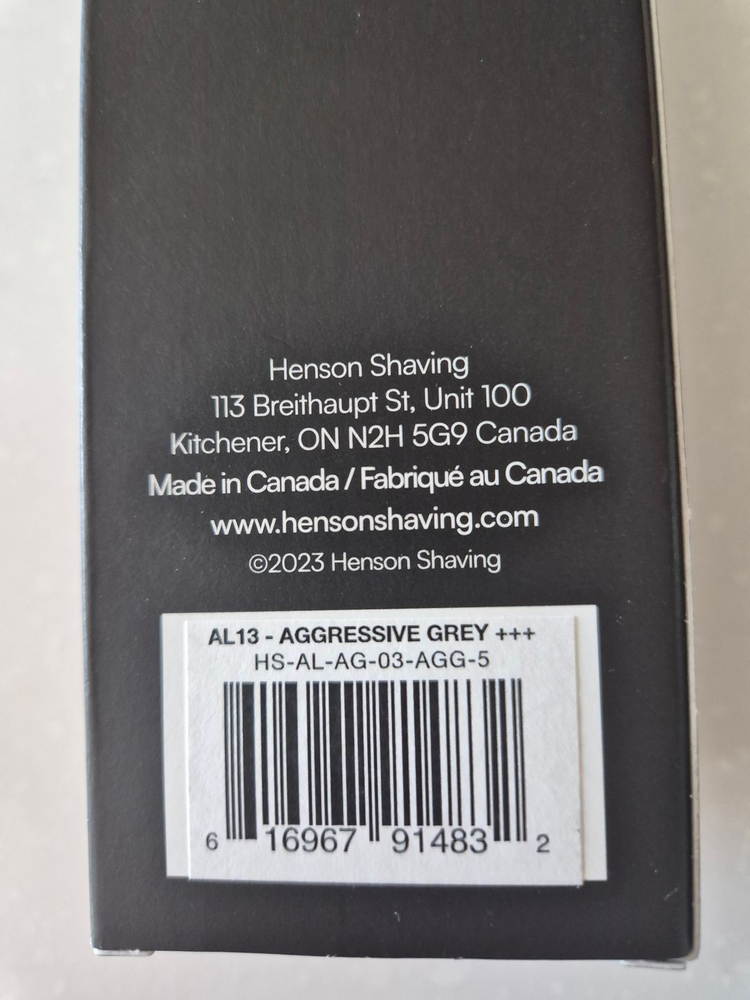 Henson Shaving
113 Breithaupt St, Unit 100
Kitchener, ON N2H 5G9 Canada
Made in Canada / Fabriqué au Canada
www.hensonshaving.com
©2023 Henson Shaving
AL13 - AGGRESSIVE GREY +++
HS-AL-AG-03-AGG-5
6 16967 91483 2